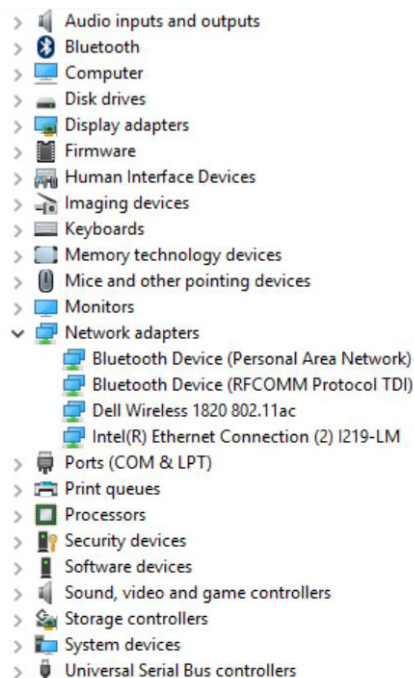 Audio inputs and outputs
Bluetooth
Computer
Disk drives
Display adapters
Firmware
Human Interface Devices
Imaging devices
Keyboards
Memory technology devices
Mice and other pointing devices
Monitors
Network adapters
Bluetooth Device (Personal Area Network)
Bluetooth Device (RFCOMM Protocol TDI)
Dell Wireless 1820 802.11ac
Intel(R) Ethernet Connection (2) I219-LM
Ports (COM & LPT)
Print queues
Processors
Security devices
Software devices
Sound, video and game controllers
Storage controllers
System devices
Universal Serial Bus controllers